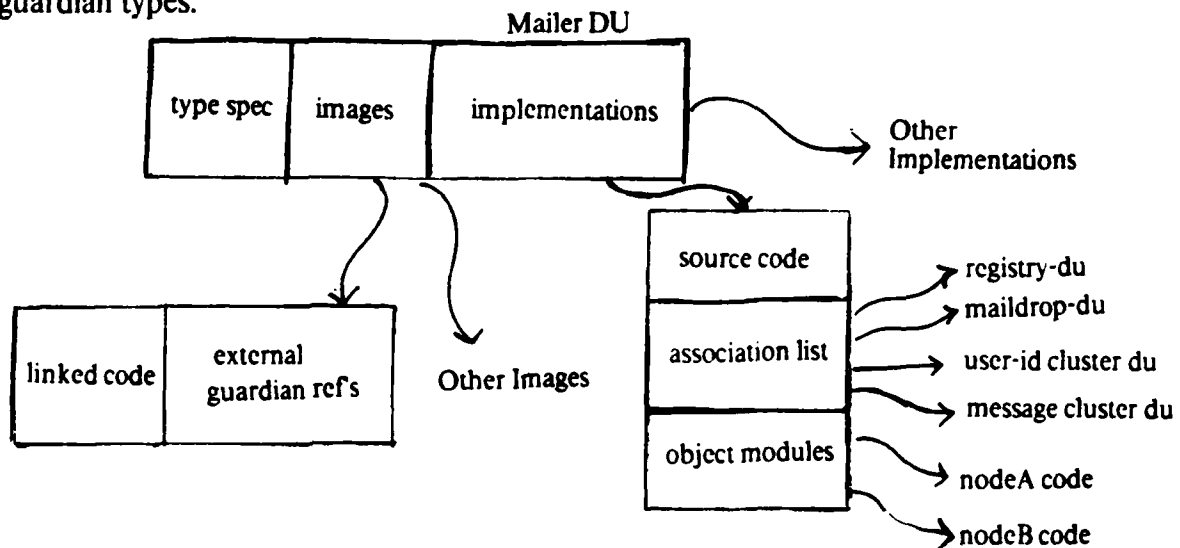 guardian types.
Mailer DU
type spec
images
implementations
Other
Implementations
source code
association list
object modules
registry-du
maildrop-du
user-id cluster du
message cluster du
nodeA code
nodeB code
linked code
external
guardian refs
Other Images